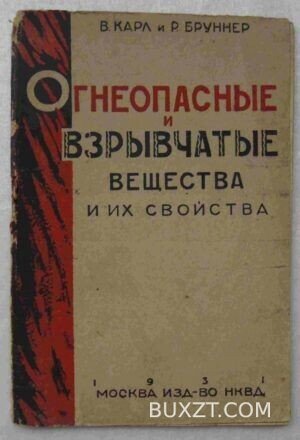 В. КАРЛ и Р. БРУННЕР
ОГНЕОПАСНЫЕ
И
ВЗРЫВЧАТЫЕ
ВЕЩЕСТВА
И ИХ СВОЙСТВА
1 9 3 1
МОСКВА ИЗД-ВО НКВД
BUXZT.COM